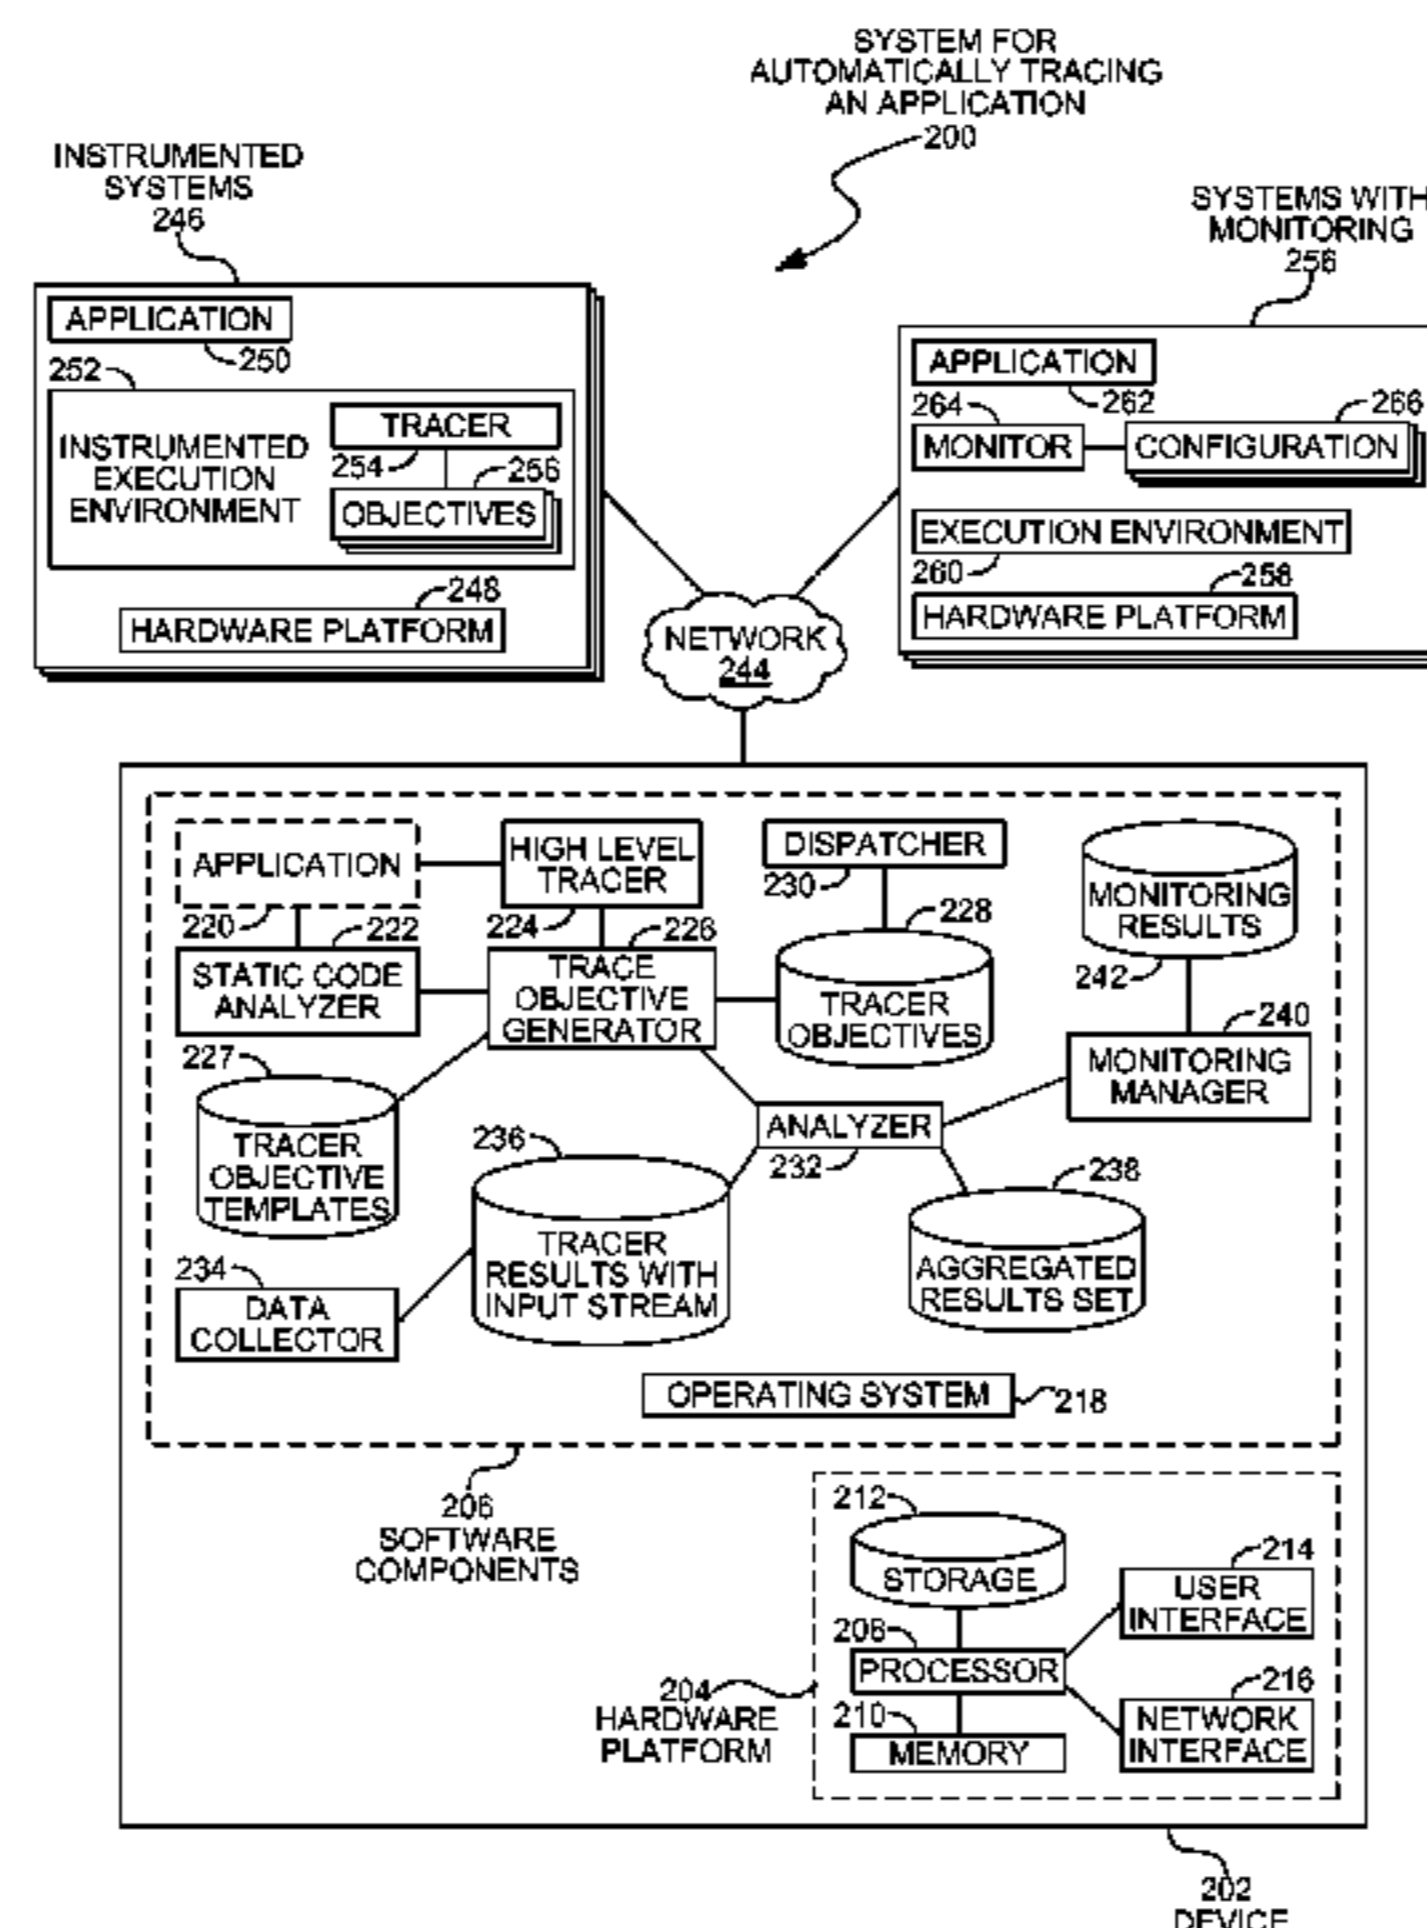 SYSTEM FOR
AUTOMATICALLY TRACING
AN APPLICATION
200
INSTRUMENTED
SYSTEMS
246
SYSTEMS WITH
MONITORING
256
APPLICATION
250
252
INSTRUMENTED
EXECUTION
ENVIRONMENT
TRACER
254
256
OBJECTIVES
248
HARDWARE PLATFORM
APPLICATION
262
264
266
MONITOR
CONFIGURATION
EXECUTION ENVIRONMENT
260
258
HARDWARE PLATFORM
NETWORK
244
APPLICATION
220
HIGH LEVEL
TRACER
224
DISPATCHER
230
MONITORING
RESULTS
242
222
STATIC CODE
ANALYZER
226
TRACE
OBJECTIVE
GENERATOR
228
TRACER
OBJECTIVES
240
MONITORING
MANAGER
227
TRACER
OBJECTIVE
TEMPLATES
ANALYZER
232
236
TRACER
RESULTS WITH
INPUT STREAM
238
AGGREGATED
RESULTS SET
234
DATA
COLLECTOR
OPERATING SYSTEM
218
206
SOFTWARE
COMPONENTS
212
STORAGE
214
USER
INTERFACE
208
PROCESSOR
204
HARDWARE
PLATFORM
210
MEMORY
216
NETWORK
INTERFACE
202
DEVICE